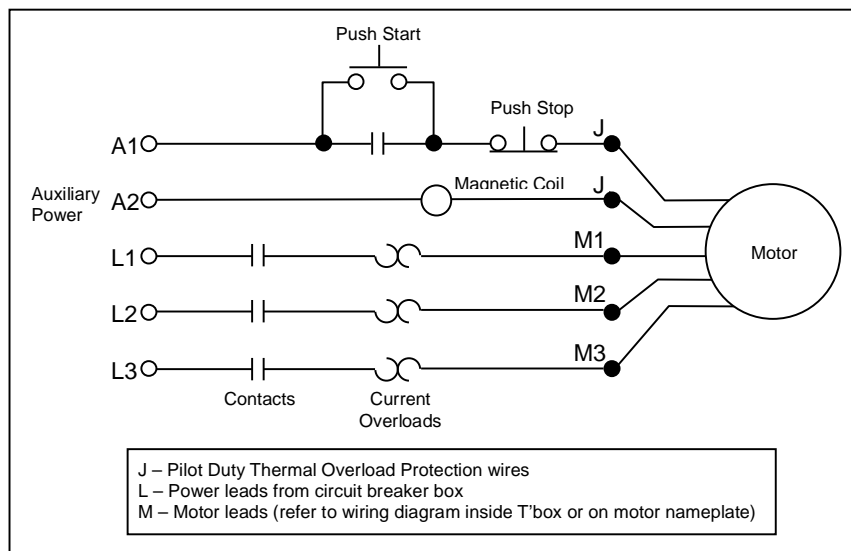 Push Start
Push Stop
A1
J
Auxiliary
Power
A2
Magnetic Coil
J
L1
M1
Motor
L2
M2
L3
M3
Contacts
Current
Overloads
J – Pilot Duty Thermal Overload Protection wires
L – Power leads from circuit breaker box
M – Motor leads (refer to wiring diagram inside T'box or on motor nameplate)